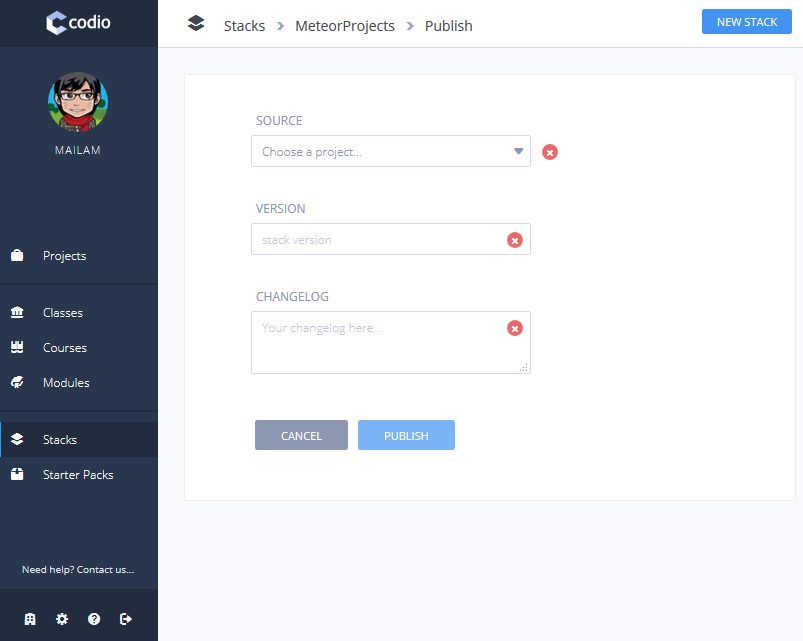 codio
MAILAM
Projects
Classes
Courses
Modules
Stacks
Starter Packs
Need help? Contact us...
Stacks > MeteorProjects > Publish
NEW STACK
SOURCE
Choose a project...
VERSION
stack version
CHANGELOG
Your changelog here...
CANCEL PUBLISH